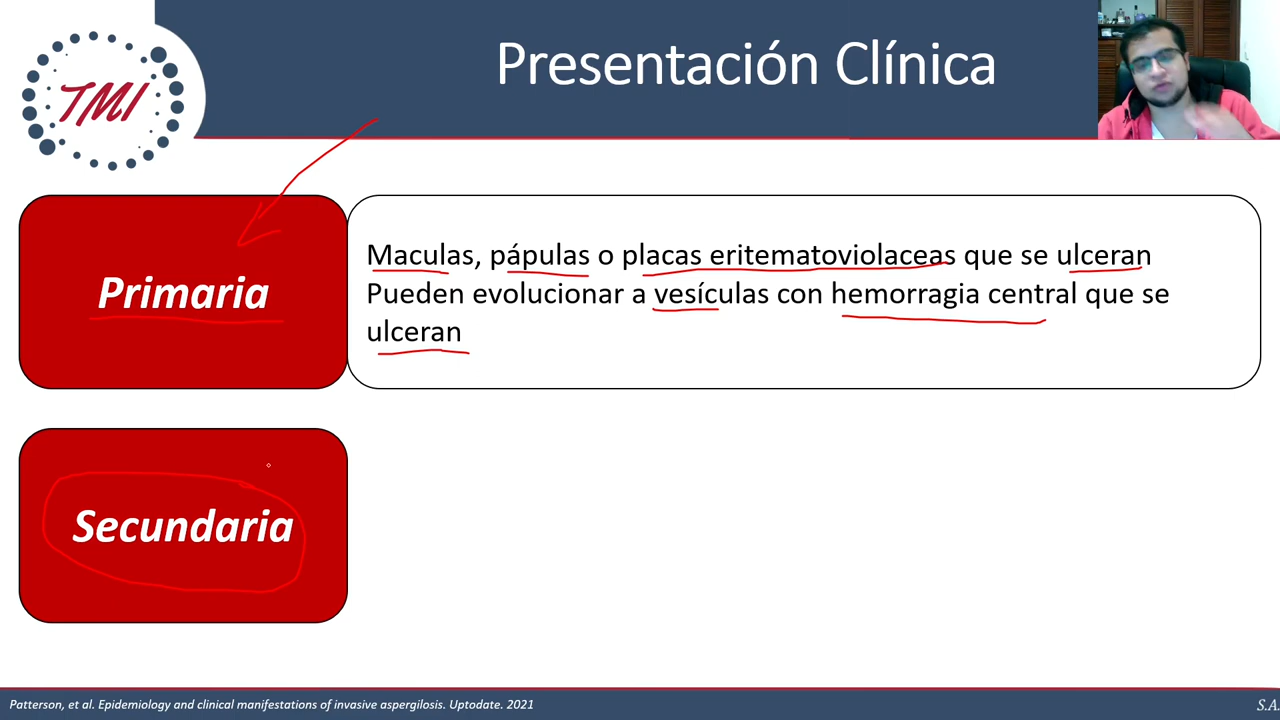 Presentación Clínica
TMI
Primaria
Maculas, pápulas o placas eritematoviolaceas que se ulceran
Pueden evolucionar a vesículas con hemorragia central que se
ulceran
Secundaria
Patterson, et al. Epidemiology and clinical manifestations of invasive aspergilosis. Uptodate. 2021
S.A.